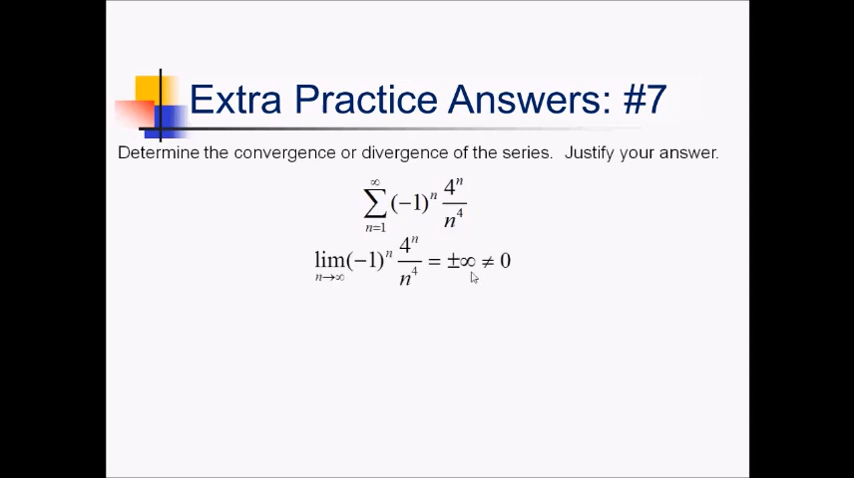 Extra Practice Answers: #7
Determine the convergence or divergence of the series. Justify your answer.
∑_{n=1}^{∞} (−1)^n 4^n/n^4
lim_{n→∞} (−1)^n 4^n/n^4 = ±∞ ≠ 0